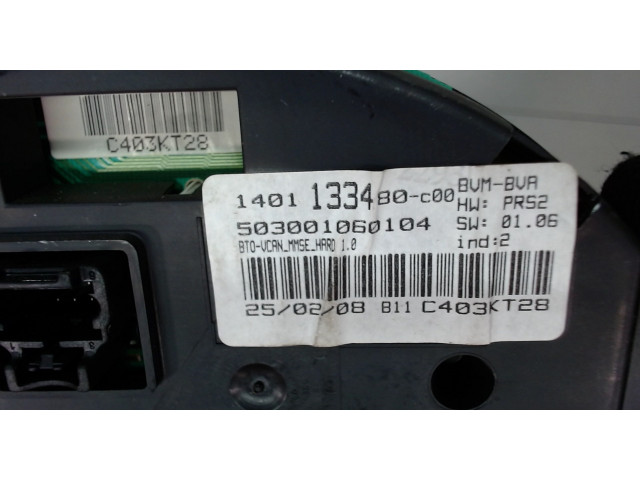 C403KT28
1401 133480-c00 BVM-BVA
HW: PRS2
503001060104 SW: 01.06
BTO-VCAN_MMSE_HARD 1.0 ind:2
25/02/08 B11 C403KT28